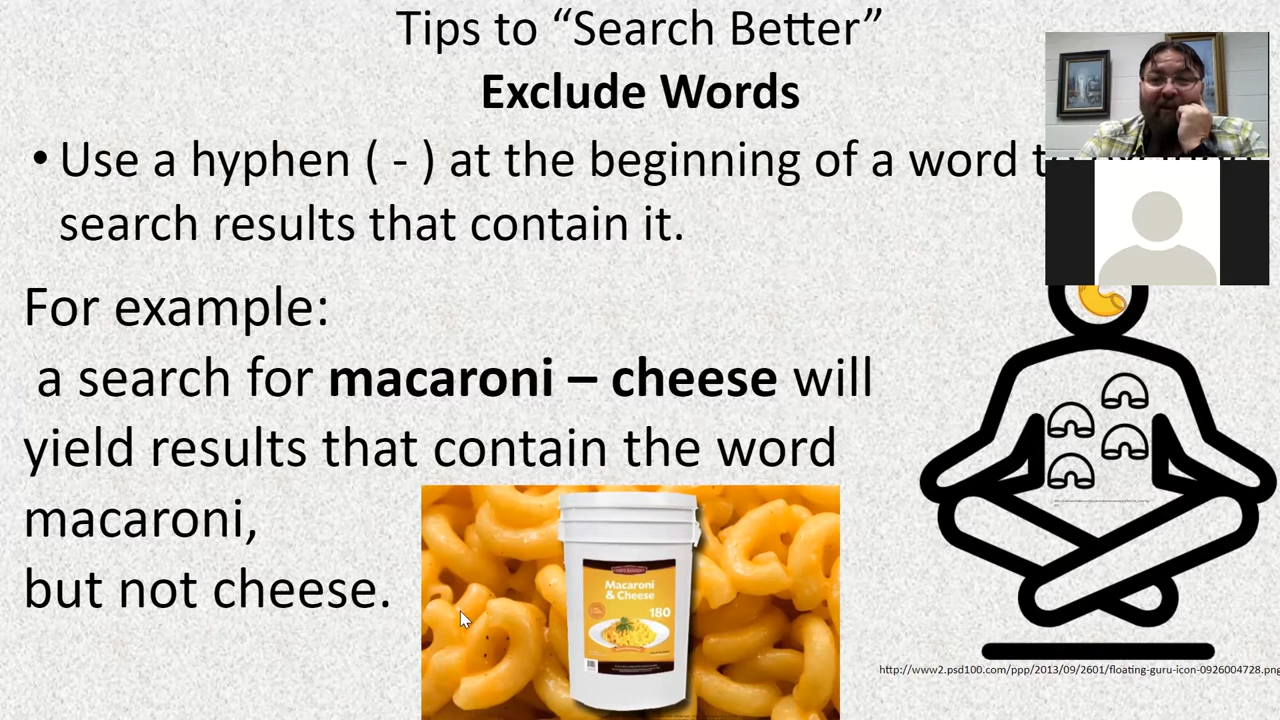 Tips to “Search Better”
Exclude Words
• Use a hyphen ( - ) at the beginning of a word
search results that contain it.
For example:
a search for macaroni – cheese will
yield results that contain the word
macaroni,
but not cheese.
Macaroni
& Cheese
180
http://www2.psd100.com/ppp/2013/09/2601/floating-guru-icon-0926004728.png